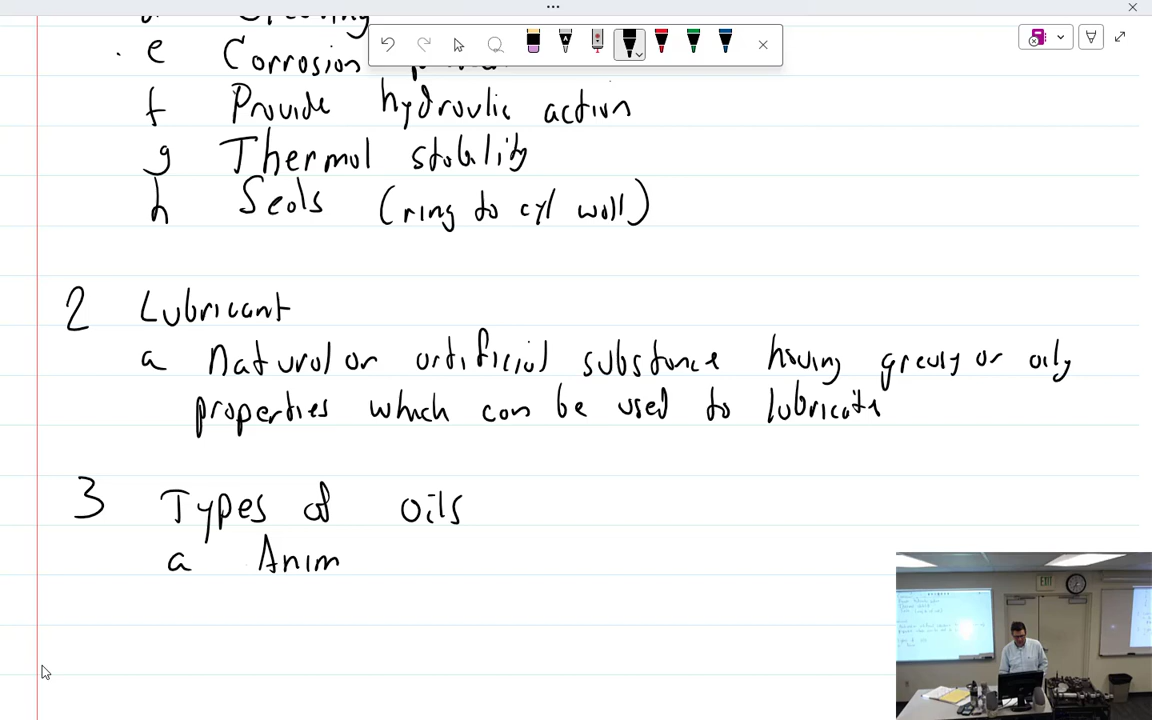 e Corrosion
f Provide hydraulic action
g Thermal stability
h Seals (ring to cyl wall)
2 Lubricant
a Natural or artificial substance having greasy or oily
properties which can be used to lubricate
3 Types of oils
a Anim
EXIT